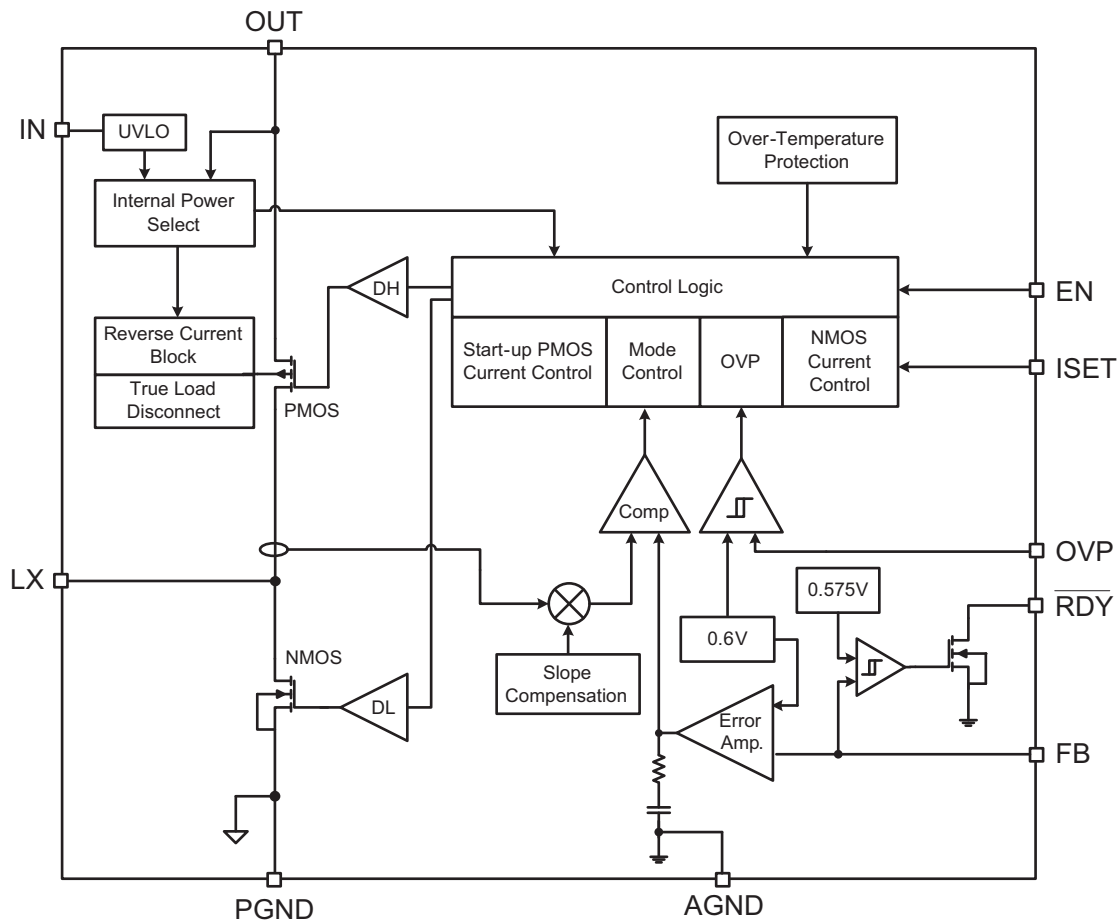 OUT
IN
UVLO
Internal Power
Select
Over-Temperature
Protection
DH
Control Logic
EN
Reverse Current
Block
True Load
Disconnect
PMOS
Start-up PMOS
Current Control
Mode
Control
OVP
NMOS
Current
Control
ISET
Comp
OVP
LX
0.575V
RDY
0.6V
NMOS
Slope
Compensation
DL
Error
Amp.
FB
PGND
AGND